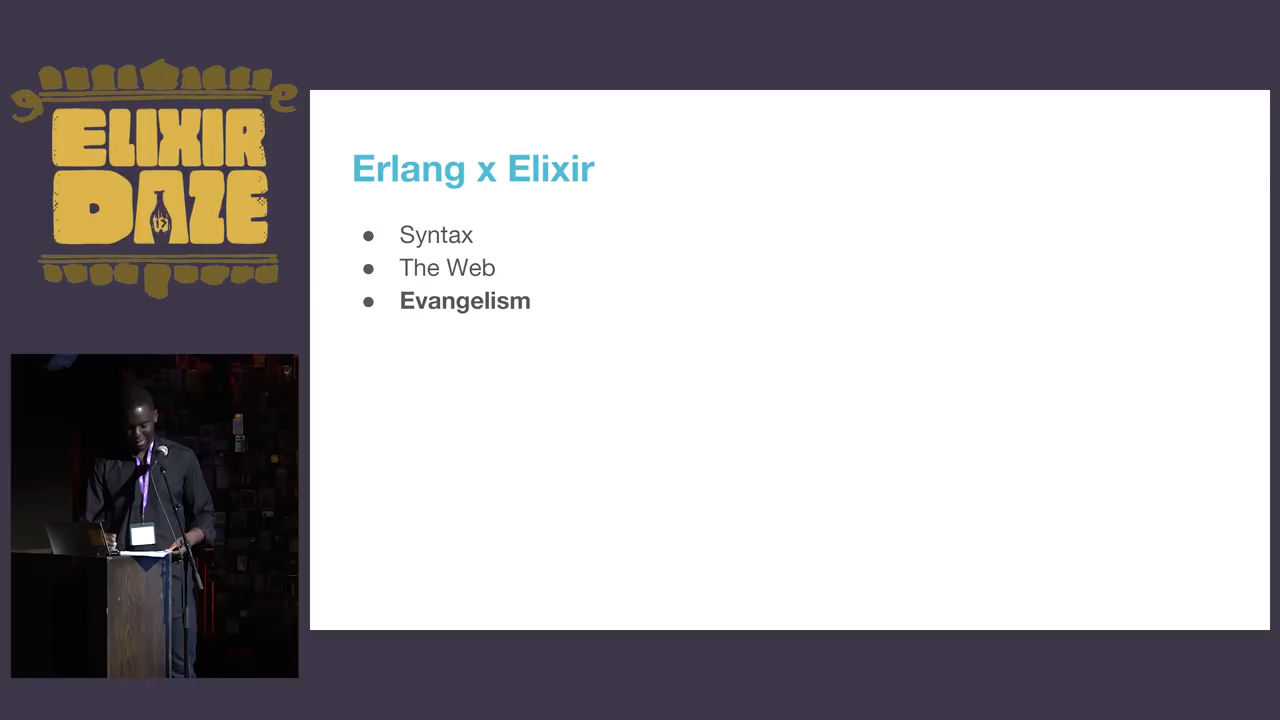 ELIXIR
DAZE
Erlang x Elixir
● Syntax
● The Web
● Evangelism